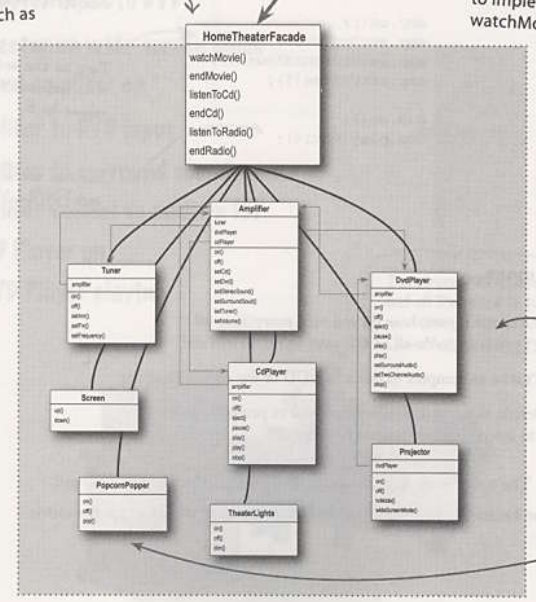 ch as
to imple
watchMo
HomeTheaterFacade
watchMovie()
endMovie()
listenToCd()
endCd()
listenToRadio()
endRadio()
Amplifier
tuner
dvdPlayer
cdPlayer
on()
off()
setCd()
setDvd()
setStereoSound()
setSurroundSoud()
setTuner()
setVolume()
Tuner
amplifier
on()
off()
setAm()
setFm()
setFrequency()
DvdPlayer
amplifier
on()
off()
eject()
pause()
play()
play()
setSurroundAudio()
setTwoChannelAudio()
stop()
Screen
up()
down()
CdPlayer
amplifier
on()
off()
eject()
pause()
play()
play()
stop()
Projector
dvdPlayer
on()
off()
tvMode()
wideScreenMode()
PopcornPopper
on()
off()
pop()
TheaterLights
on()
off()
dim()